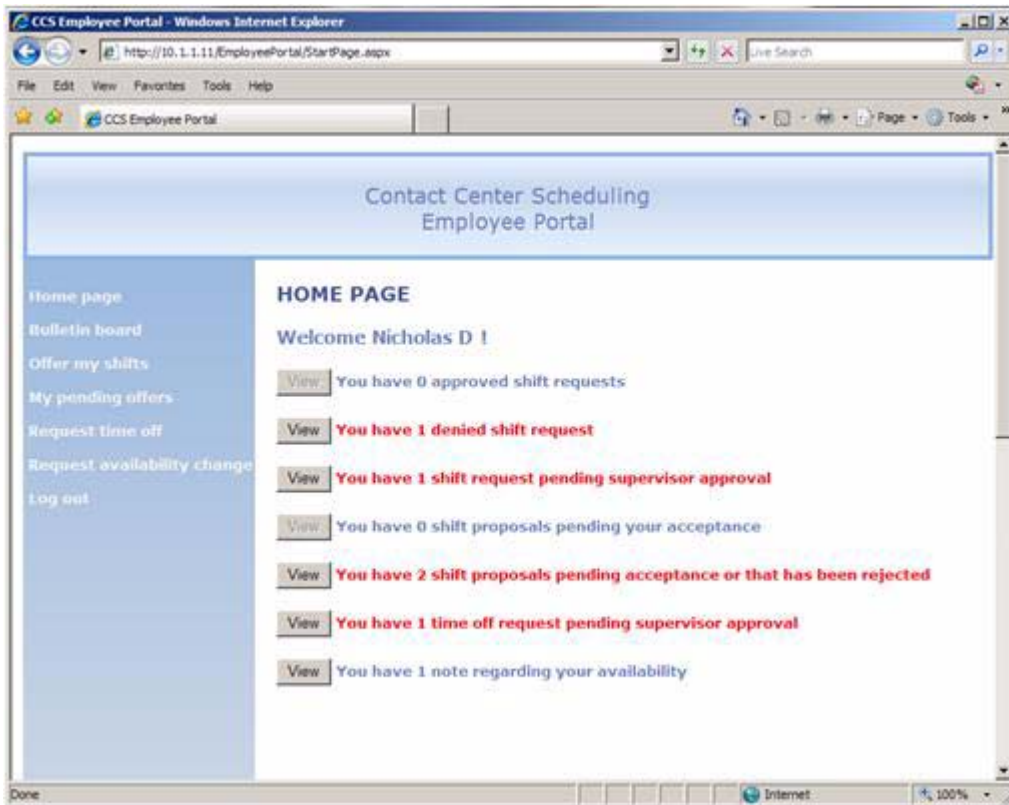 CCS Employee Portal - Windows Internet Explorer
http://10.1.1.11/EmployeePortal/StartPage.aspx
Live Search
File Edit View Favorites Tools Help
CCS Employee Portal
Page Tools
Contact Center Scheduling
Employee Portal
Home page
Bulletin board
Offer my shifts
My pending offers
Request time off
Request availability change
Log out
HOME PAGE
Welcome Nicholas D !
View You have 0 approved shift requests
View You have 1 denied shift request
View You have 1 shift request pending supervisor approval
View You have 0 shift proposals pending your acceptance
View You have 2 shift proposals pending acceptance or that has been rejected
View You have 1 time off request pending supervisor approval
View You have 1 note regarding your availability
Done Internet 100%